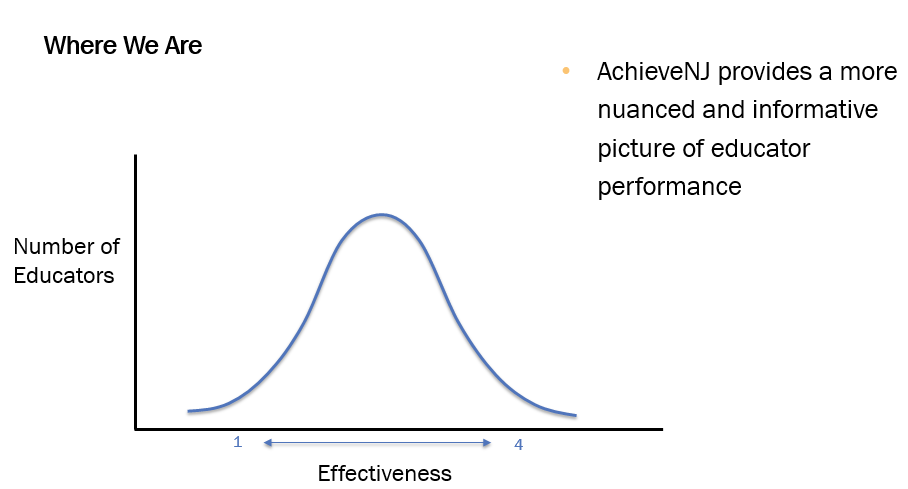 Where We Are
• AchieveNJ provides a more
nuanced and informative
picture of educator
performance
Number of
Educators
1
4
Effectiveness